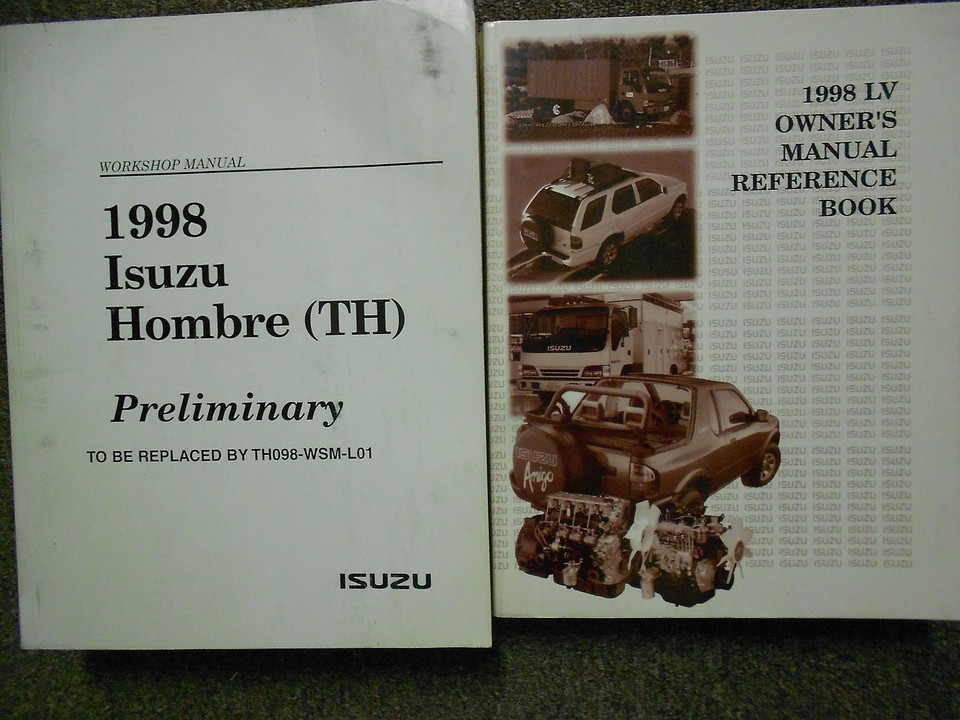 WORKSHOP MANUAL
1998
Isuzu
Hombre (TH)
Preliminary
TO BE REPLACED BY TH098-WSM-L01
ISUZU
1998 LV
OWNER'S
MANUAL
REFERENCE
BOOK
ISUZU
ISUZU
Amigo